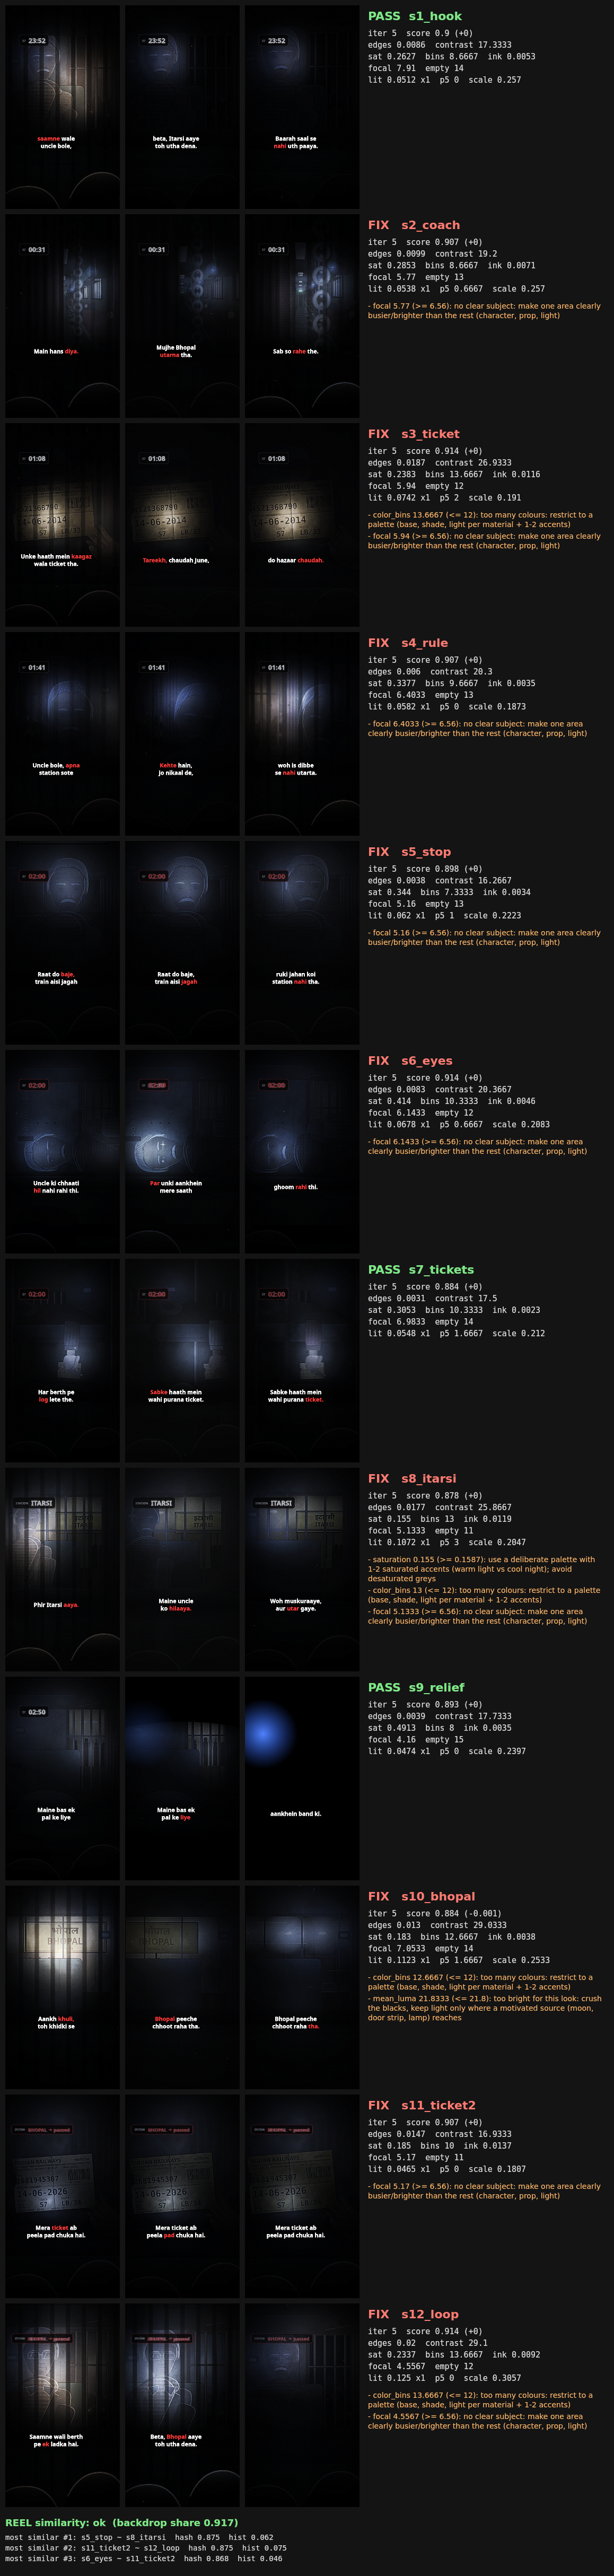 PASS s1_hook
iter 5 score 0.9 (+0)
edges 0.0086 contrast 17.3333
sat 0.2627 bins 8.6667 ink 0.0053
focal 7.91 empty 14
lit 0.0512 x1 p5 0 scale 0.257
23:52
saamne wale
uncle bole,
23:52
beta, Itarsi aaye
toh utha dena.
23:52
Baarah saal se
nahi uth paaya.
FIX s2_coach
iter 5 score 0.907 (+0)
edges 0.0099 contrast 19.2
sat 0.2853 bins 8.6667 ink 0.0071
focal 5.77 empty 13
lit 0.0538 x1 p5 0.6667 scale 0.257
- focal 5.77 (>= 6.56): no clear subject: make one area clearly
busier/brighter than the rest (character, prop, light)
00:31
Main hans diya.
00:31
Mujhe Bhopal
utarna tha.
00:31
Sab so rahe the.
FIX s3_ticket
iter 5 score 0.914 (+0)
edges 0.0187 contrast 26.9333
sat 0.2383 bins 13.6667 ink 0.0116
focal 5.94 empty 12
lit 0.0742 x1 p5 2 scale 0.191
- color_bins 13.6667 (<= 12): too many colours: restrict to a
palette (base, shade, light per material + 1-2 accents)
- focal 5.94 (>= 6.56): no clear subject: make one area clearly
busier/brighter than the rest (character, prop, light)
01:08
4-06-2014
Unke haath mein kaagaz
wala ticket tha.
01:08
Tareekh, chaudah June,
01:08
do hazaar chaudah.
FIX s4_rule
iter 5 score 0.907 (+0)
edges 0.006 contrast 20.3
sat 0.3377 bins 9.6667 ink 0.0035
focal 6.4033 empty 13
lit 0.0582 x1 p5 0 scale 0.1873
- focal 6.4033 (>= 6.56): no clear subject: make one area
clearly busier/brighter than the rest (character, prop, light)
01:41
Uncle bole, apna
station sote
01:41
Kehte hain,
jo nikaal de,
01:41
woh is dibbe
se nahi utarta.
FIX s5_stop
iter 5 score 0.898 (+0)
edges 0.0038 contrast 16.2667
sat 0.344 bins 7.3333 ink 0.0034
focal 5.16 empty 13
lit 0.062 x1 p5 1 scale 0.2223
- focal 5.16 (>= 6.56): no clear subject: make one area clearly
busier/brighter than the rest (character, prop, light)
02:00
Raat do baje,
train aisi jagah
02:00
Raat do baje,
train aisi jagah
02:00
ruki jahan koi
station nahi tha.
FIX s6_eyes
iter 5 score 0.914 (+0)
edges 0.0083 contrast 20.3667
sat 0.414 bins 10.3333 ink 0.0046
focal 6.1433 empty 12
lit 0.0678 x1 p5 0.6667 scale 0.2083
- focal 6.1433 (>= 6.56): no clear subject: make one area
clearly busier/brighter than the rest (character, prop, light)
02:00
Uncle ki chhaati
hil nahi rahi thi.
02:00
Par unki aankhein
mere saath
02:00
ghoom rahi thi.
PASS s7_tickets
iter 5 score 0.884 (+0)
edges 0.0031 contrast 17.5
sat 0.3053 bins 10.3333 ink 0.0023
focal 6.9833 empty 14
lit 0.0548 x1 p5 1.6667 scale 0.212
02:00
Har berth pe
log lete the.
02:00
Sabke haath mein
wahi purana ticket.
02:00
Sabke haath mein
wahi purana ticket.
FIX s8_itarsi
iter 5 score 0.878 (+0)
edges 0.0177 contrast 25.8667
sat 0.155 bins 13 ink 0.0119
focal 5.1333 empty 11
lit 0.1072 x1 p5 3 scale 0.2047
- saturation 0.155 (>= 0.1587): use a deliberate palette with
1-2 saturated accents (warm light vs cool night); avoid
desaturated greys
- color_bins 13 (<= 12): too many colours: restrict to a palette
(base, shade, light per material + 1-2 accents)
- focal 5.1333 (>= 6.56): no clear subject: make one area
clearly busier/brighter than the rest (character, prop, light)
ITARSI
Phir Itarsi aaya.
ITARSI
Maine uncle
ko hilaaya.
ITARSI
Woh muskuraaye,
aur utar gaye.
PASS s9_relief
iter 5 score 0.893 (+0)
edges 0.0039 contrast 17.7333
sat 0.4913 bins 8 ink 0.0035
focal 4.16 empty 15
lit 0.0474 x1 p5 0 scale 0.2397
02:50
Maine bas ek
pal ke liye
Maine bas ek
pal ke liye
aankhein band ki.
FIX s10_bhopal
iter 5 score 0.884 (-0.001)
edges 0.013 contrast 29.0333
sat 0.183 bins 12.6667 ink 0.0038
focal 7.0533 empty 14
lit 0.1123 x1 p5 1.6667 scale 0.2533
- color_bins 12.6667 (<= 12): too many colours: restrict to a
palette (base, shade, light per material + 1-2 accents)
- mean_luma 21.8333 (<= 21.8): too bright for this look: crush
the blacks, keep light only where a motivated source (moon,
door strip, lamp) reaches
भोपाल
BHOPAL
Aankh khuli,
toh khidki se
Bhopal peeche
chhoot raha tha.
Bhopal peeche
chhoot raha tha.
FIX s11_ticket2
iter 5 score 0.907 (+0)
edges 0.0147 contrast 16.9333
sat 0.185 bins 10 ink 0.0137
focal 5.17 empty 11
lit 0.0465 x1 p5 0 scale 0.1807
- focal 5.17 (>= 6.56): no clear subject: make one area clearly
busier/brighter than the rest (character, prop, light)
BHOPAL → passed
Mera ticket ab
peela pad chuka hai.
BHOPAL → passed
Mera ticket ab
peela pad chuka hai.
BHOPAL → passed
Mera ticket ab
peela pad chuka hai.
FIX s12_loop
iter 5 score 0.914 (+0)
edges 0.02 contrast 29.1
sat 0.2337 bins 13.6667 ink 0.0092
focal 4.5567 empty 12
lit 0.125 x1 p5 0 scale 0.3057
- color_bins 13.6667 (<= 12): too many colours: restrict to a
palette (base, shade, light per material + 1-2 accents)
- focal 4.5567 (>= 6.56): no clear subject: make one area clearly
busier/brighter than the rest (character, prop, light)
BHOPAL → passed
Saamne wali berth
pe ek ladka hai.
BHOPAL → passed
Beta, Bhopal aaye
toh utha dena.
BHOPAL → passed
REEL similarity: ok (backdrop share 0.917)
most similar #1: s5_stop ~ s8_itarsi hash 0.875 hist 0.062
most similar #2: s11_ticket2 ~ s12_loop hash 0.875 hist 0.075
most similar #3: s6_eyes ~ s11_ticket2 hash 0.868 hist 0.046